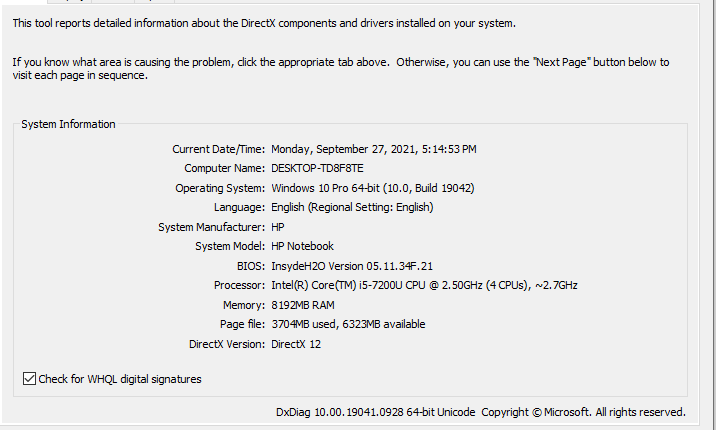 This tool reports detailed information about the DirectX components and drivers installed on your system.
If you know what area is causing the problem, click the appropriate tab above.  Otherwise, you can use the "Next Page" button below to
visit each page in sequence.
System Information
Current Date/Time: Monday, September 27, 2021, 5:14:53 PM
Computer Name: DESKTOP-TD8F8TE
Operating System: Windows 10 Pro 64-bit (10.0, Build 19042)
Language: English (Regional Setting: English)
System Manufacturer: HP
System Model: HP Notebook
BIOS: InsydeH2O Version 05.11.34F.21
Processor: Intel(R) Core(TM) i5-7200U CPU @ 2.50GHz (4 CPUs), ~2.7GHz
Memory: 8192MB RAM
Page file: 3704MB used, 6323MB available
DirectX Version: DirectX 12
Check for WHQL digital signatures
DxDiag 10.00.19041.0928 64-bit Unicode  Copyright © Microsoft. All rights reserved.